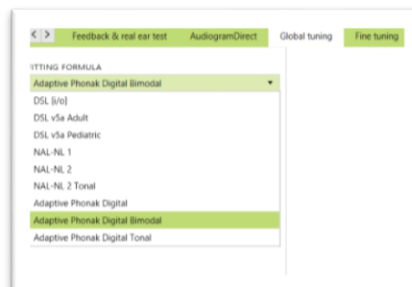 < > Feedback & real ear test AudiogramDirect Global tuning Fine tuning
ITTING FORMULA
Adaptive Phonak Digital Bimodal
DSL [i/o]
DSL v5a Adult
DSL v5a Pediatric
NAL-NL 1
NAL-NL 2
NAL-NL 2 Tonal
Adaptive Phonak Digital
Adaptive Phonak Digital Bimodal
Adaptive Phonak Digital Tonal